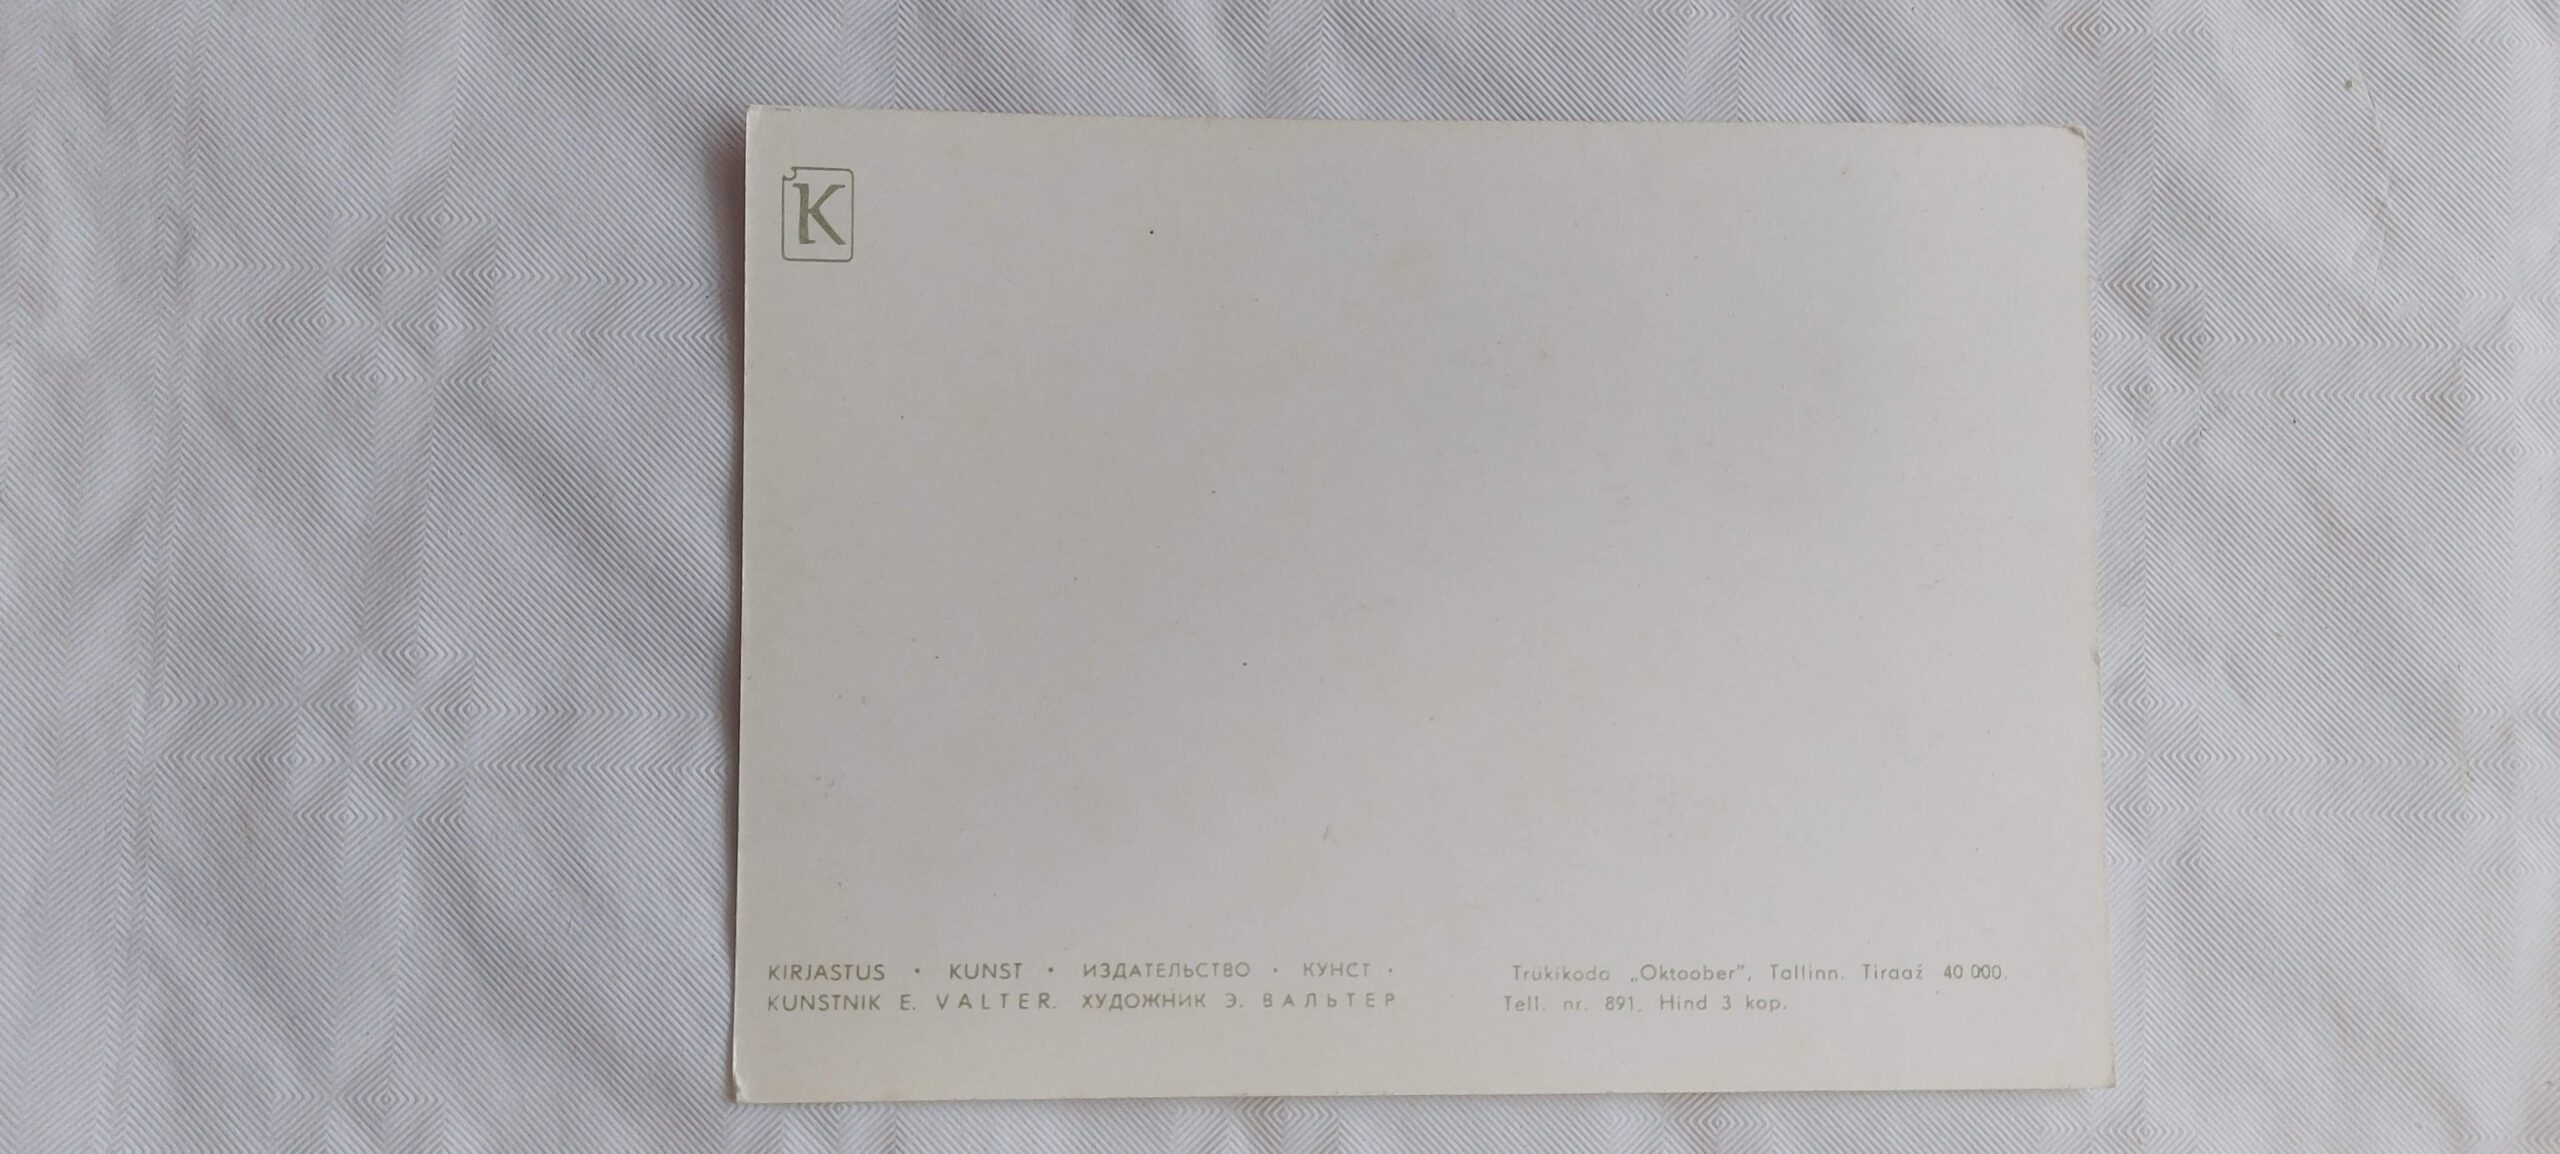 K
KIRJASTUS • KUNST • ИЗДАТЕЛЬСТВО • КУНСТ •
KUNSTNIK E. VALTER. ХУДОЖНИК Э. ВАЛЬТЕР
Trükikoda „Oktoober”, Tallinn. Tiraaž 40 000.
Tell. nr. 891. Hind 3 kop.